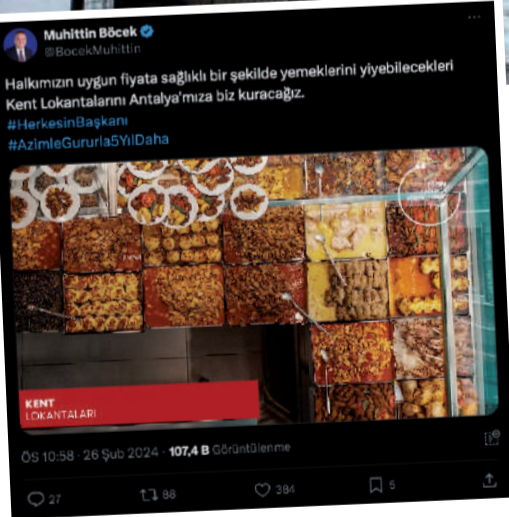 Muhittin Böcek
@BocekMuhittin
Halkımızın uygun fiyata sağlıklı bir şekilde yemeklerini yiyebilecekleri
Kent Lokantalarını Antalya'mıza biz kuracağız.
#HerkesinBaşkanı
#AzimleGururla5YılDaha
KENT
LOKANTALARI
ÖS 10:58 · 26 Şub 2024 · 107,4 B Görüntülenme
27 88 384 5